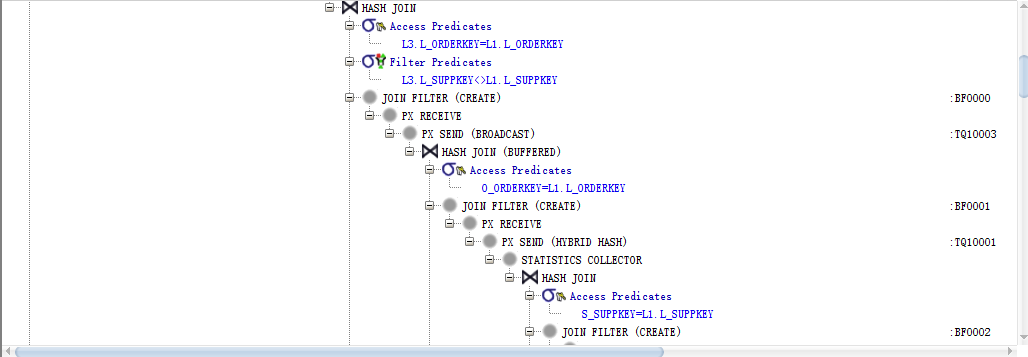 HASH JOIN
Access Predicates
L3.L_ORDERKEY=L1.L_ORDERKEY
Filter Predicates
L3.L_SUPPKEY<>L1.L_SUPPKEY
JOIN FILTER (CREATE) :BF0000
PX RECEIVE
PX SEND (BROADCAST) :TQ10003
HASH JOIN (BUFFERED)
Access Predicates
O_ORDERKEY=L1.L_ORDERKEY
JOIN FILTER (CREATE) :BF0001
PX RECEIVE
PX SEND (HYBRID HASH) :TQ10001
STATISTICS COLLECTOR
HASH JOIN
Access Predicates
S_SUPPKEY=L1.L_SUPPKEY
JOIN FILTER (CREATE) :BF0002